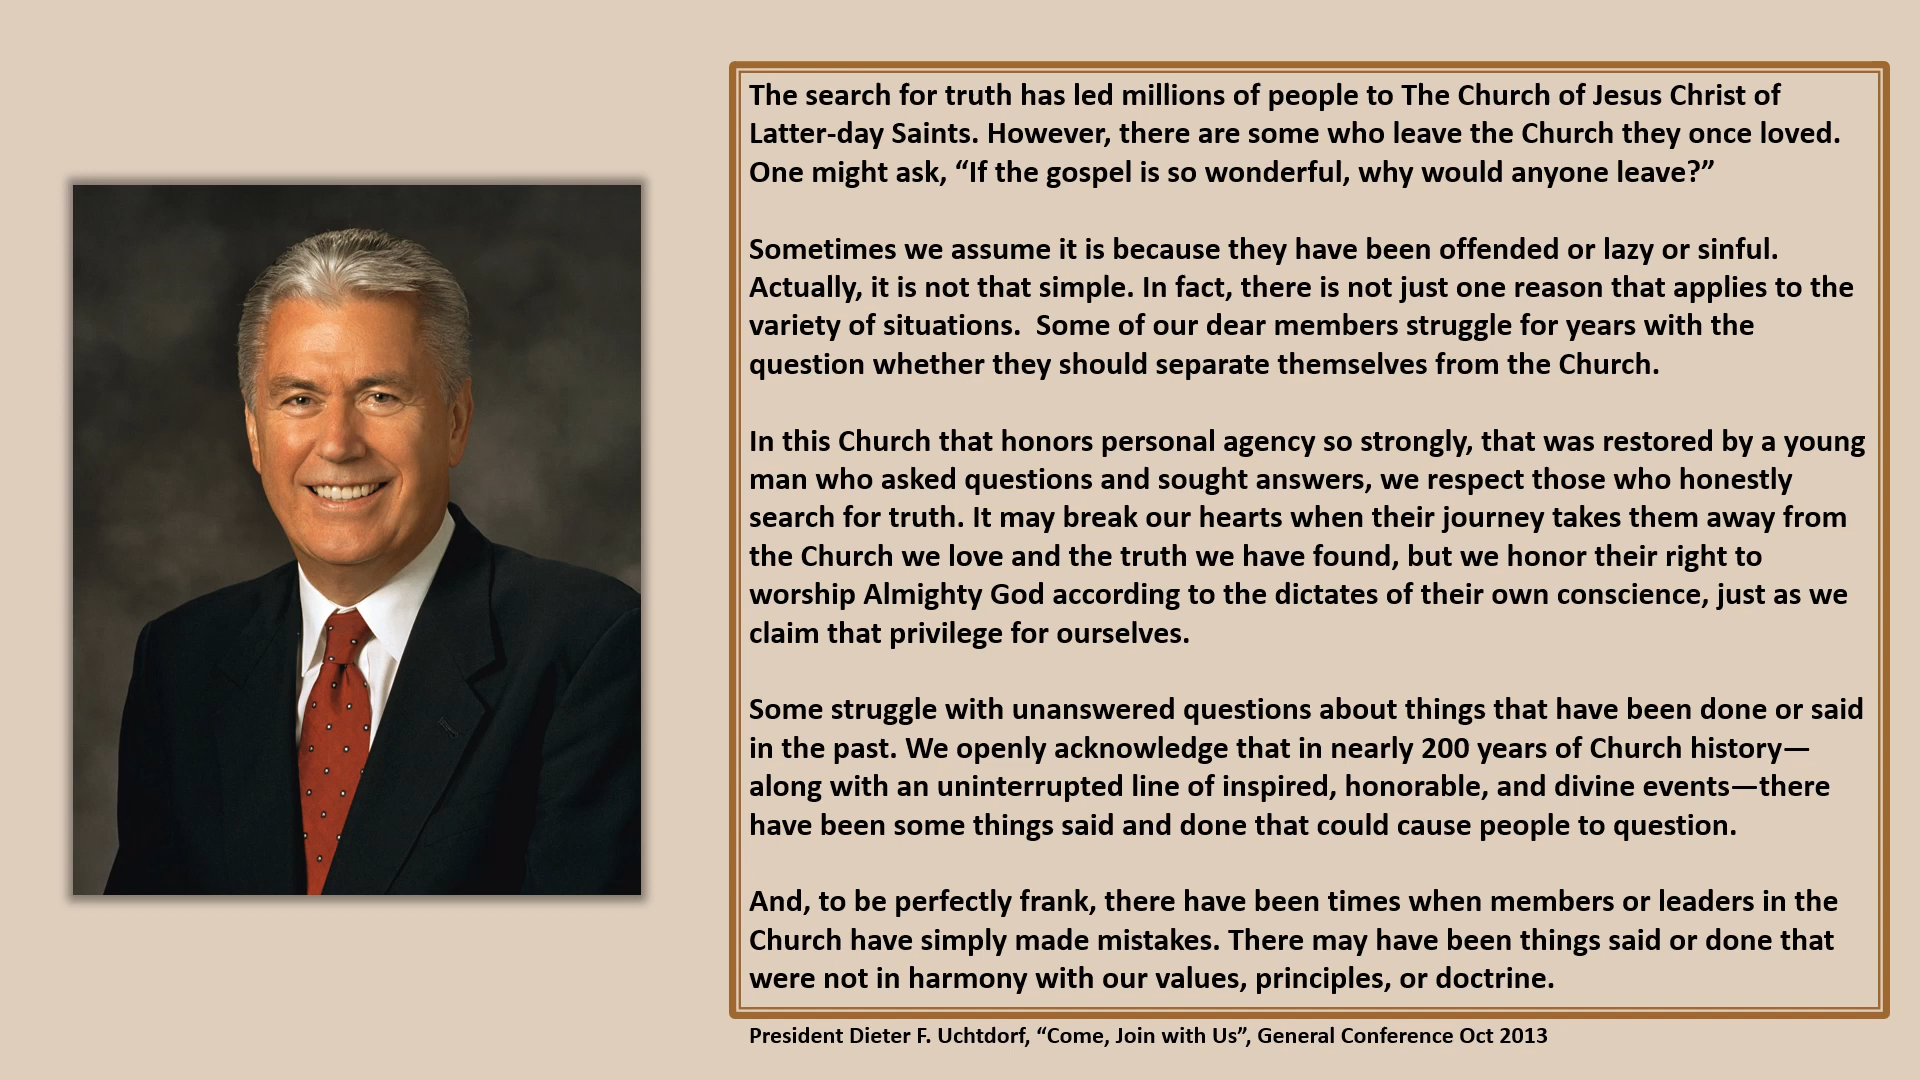 The search for truth has led millions of people to The Church of Jesus Christ of
Latter-day Saints. However, there are some who leave the Church they once loved.
One might ask, “If the gospel is so wonderful, why would anyone leave?”
Sometimes we assume it is because they have been offended or lazy or sinful.
Actually, it is not that simple. In fact, there is not just one reason that applies to the
variety of situations.  Some of our dear members struggle for years with the
question whether they should separate themselves from the Church.
In this Church that honors personal agency so strongly, that was restored by a young
man who asked questions and sought answers, we respect those who honestly
search for truth. It may break our hearts when their journey takes them away from
the Church we love and the truth we have found, but we honor their right to
worship Almighty God according to the dictates of their own conscience, just as we
claim that privilege for ourselves.
Some struggle with unanswered questions about things that have been done or said
in the past. We openly acknowledge that in nearly 200 years of Church history—
along with an uninterrupted line of inspired, honorable, and divine events—there
have been some things said and done that could cause people to question.
And, to be perfectly frank, there have been times when members or leaders in the
Church have simply made mistakes. There may have been things said or done that
were not in harmony with our values, principles, or doctrine.
President Dieter F. Uchtdorf, “Come, Join with Us”, General Conference Oct 2013